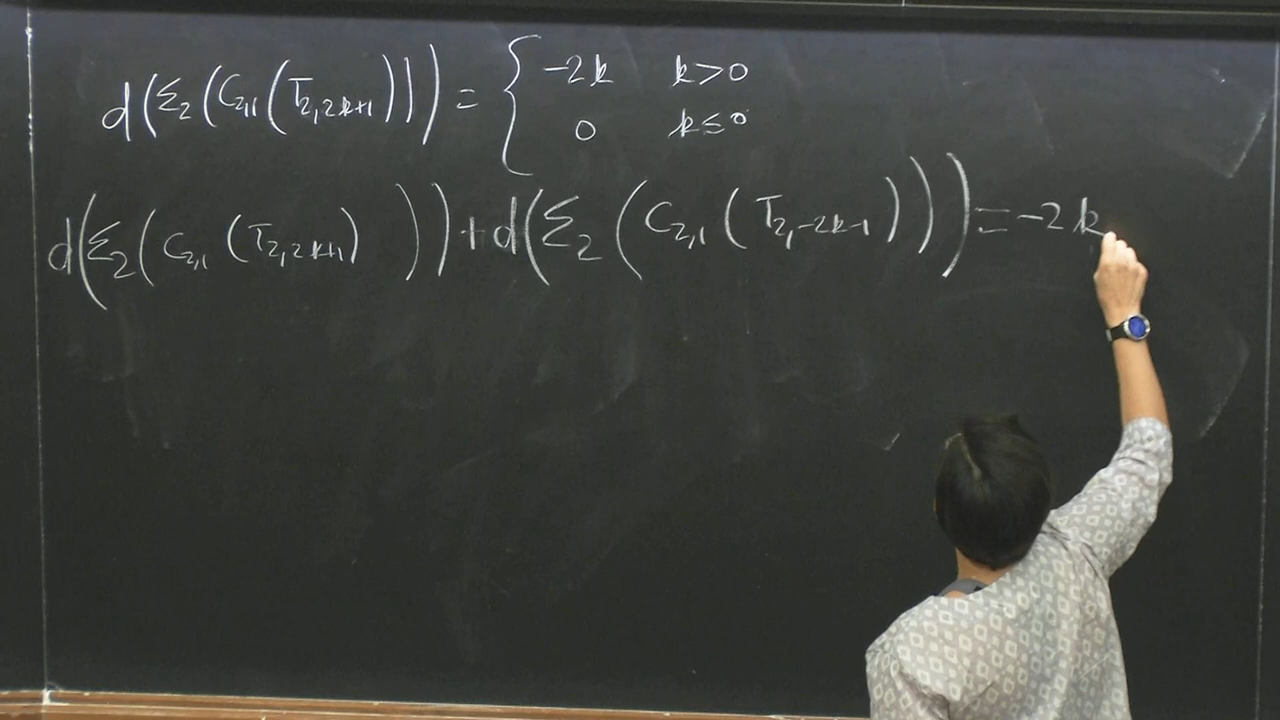 d(Σ₂(C₂,₁(T₂,₂ₖ₊₁))) = { -2k k>0
0 k≤0
d(Σ₂(C₂,₁(T₂,₂ₖ₊₁))) + d(Σ₂(C₂,₁(T₂,₋₂ₖ₋₁))) = -2k